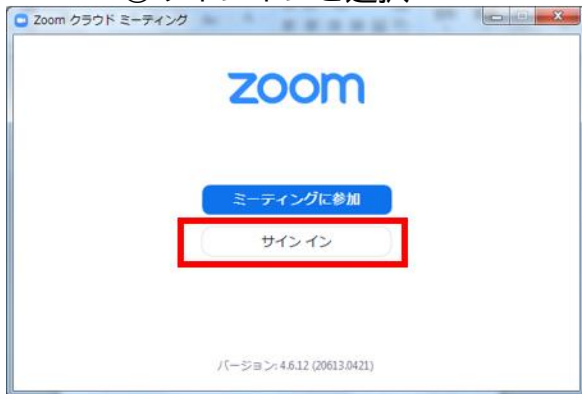 Zoom クラウド ミーティング
zoom
ミーティングに参加
サイン イン
バージョン: 4.6.12 (20613.0421)